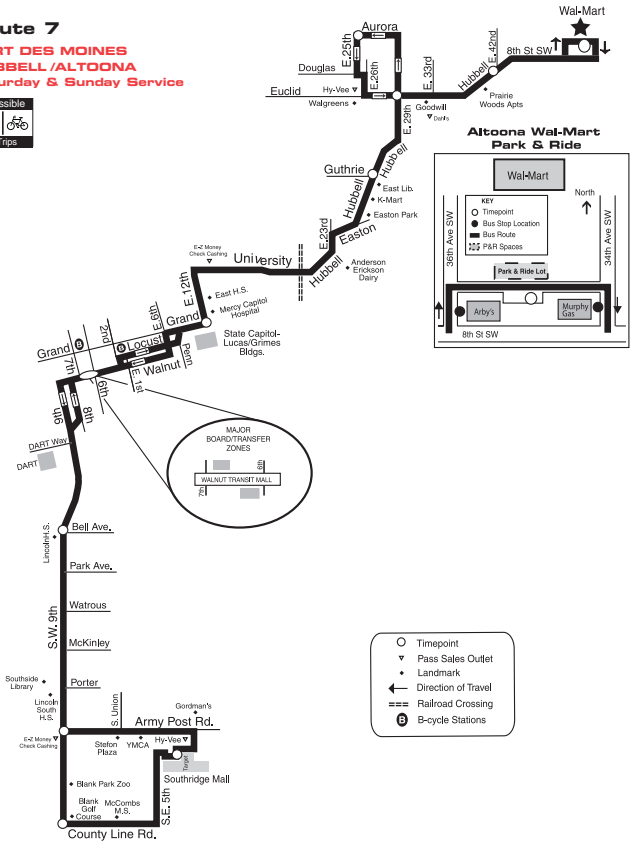 ute 7
RT DES MOINES
BBELL /ALTOONA
urday & Sunday Service
ssible
Trips
Wal-Mart
8th St SW
E. 42nd
Hubbell
Prairie
Woods Apts
Aurora
E.25th
Douglas
E.26th
Euclid
Hy-Vee
Walgreens
E. 33rd
Goodwill
Dahl's
E.29th
Hubbell
Guthrie
Hubbell
East Lib.
K-Mart
Easton Park
Easton
E.23rd
Hubbell
Anderson
Erickson
Dairy
E-Z Money
Check Cashing
University
E.12th
East H.S.
Mercy Capitol
Hospital
Grand
E. 6th
State Capitol-
Lucas/Grimes
Bldgs.
Penn
B Locust
2nd
Walnut
E. 1st
Grand B
7th
6th
8th
9th
DART Way
DART
MAJOR
BOARD/TRANSFER
ZONES
6th
WALNUT TRANSIT MALL
7th
Altoona Wal-Mart
Park & Ride
Wal-Mart
North
KEY
Timepoint
Bus Stop Location
Bus Route
P&R Spaces
36th Ave SW
34th Ave SW
Park & Ride Lot
Arby's
Murphy
Gas
8th St SW
Bell Ave.
LincolnH.S.
Park Ave.
Watrous
S.W. 9th
McKinley
Southside
Library
Porter
Lincoln
South
H.S.
S. Union
Gordman's
Army Post Rd.
E-Z Money
Check Cashing
Stefon
Plaza
YMCA
Hy-Vee
Target
Southridge Mall
Blank Park Zoo
Blank
Golf
Course
McCombs
M.S.
S.E. 5th
County Line Rd.
Timepoint
Pass Sales Outlet
Landmark
Direction of Travel
Railroad Crossing
B B-cycle Stations